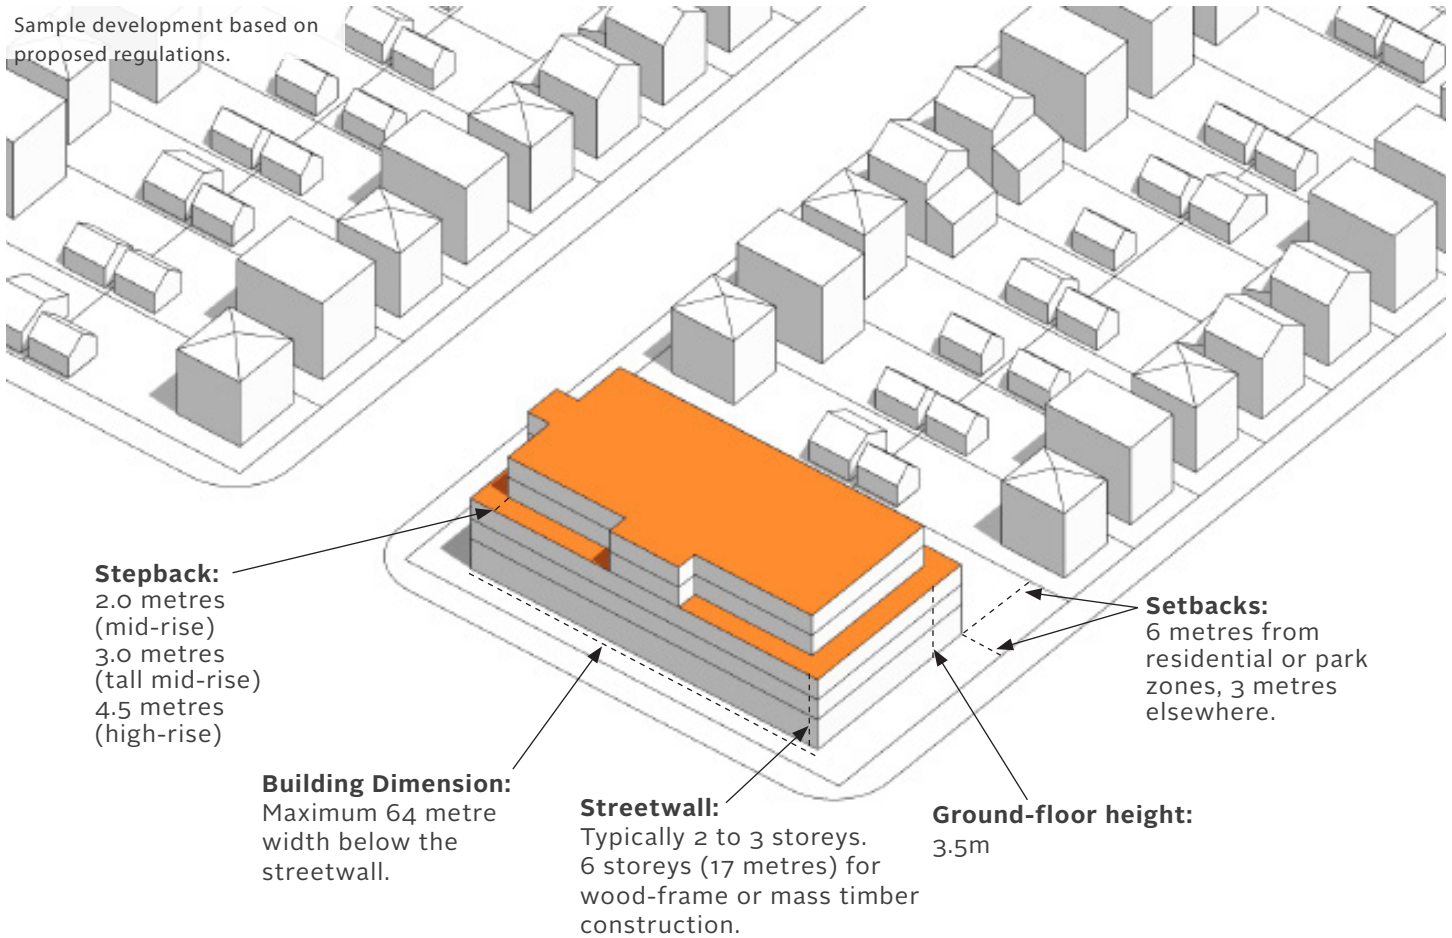 Sample development based on
proposed regulations.
Stepback:
2.0 metres
(mid-rise)
3.0 metres
(tall mid-rise)
4.5 metres
(high-rise)
Building Dimension:
Maximum 64 metre
width below the
streetwall.
Streetwall:
Typically 2 to 3 storeys.
6 storeys (17 metres) for
wood-frame or mass timber
construction.
Ground-floor height:
3.5m
Setbacks:
6 metres from
residential or park
zones, 3 metres
elsewhere.